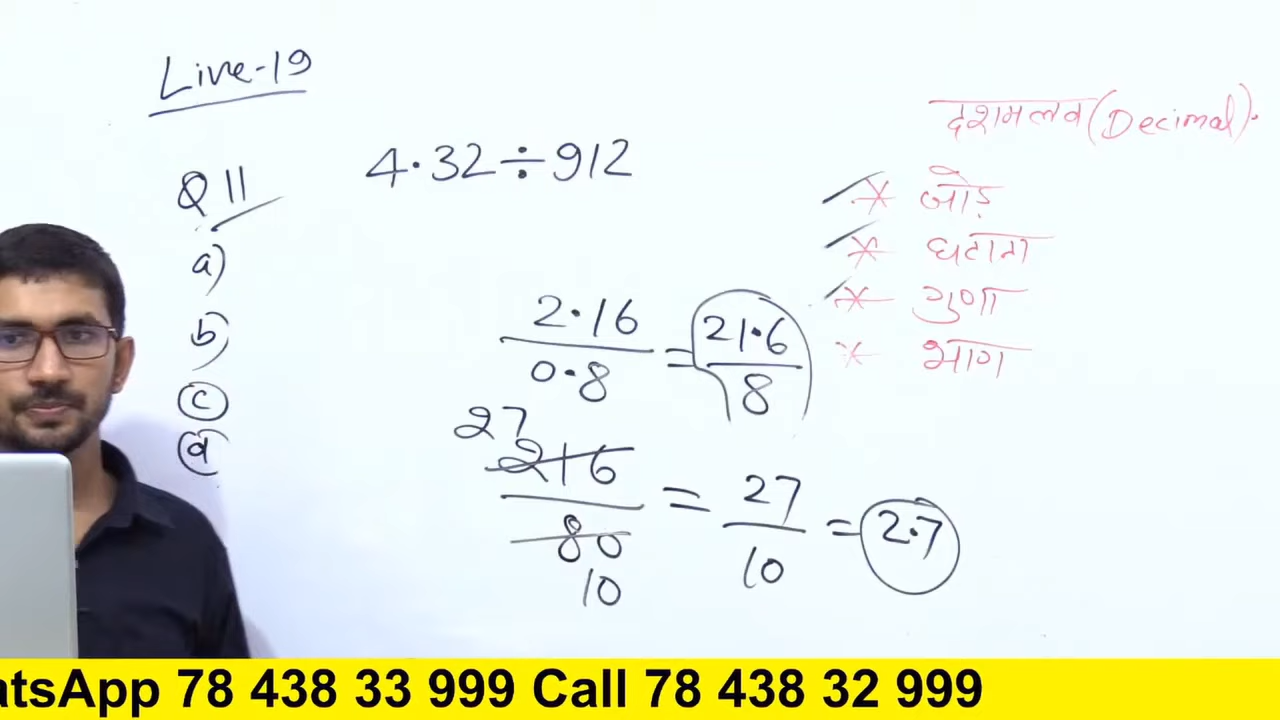 Live-19
Q 11
4.32÷912
a)
b)
c
d
2.16/0.8 = 21.6/8
27
216/80 = 27/10 = 2.7
10
दशमलव (Decimal).
* जोड़
* घटाना
* गुणा
* भाग
atsApp 78 438 33 999 Call 78 438 32 999